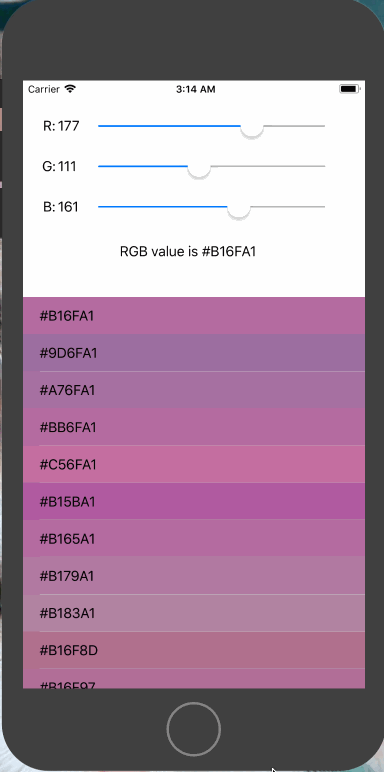 Carrier 3:14 AM
R: 177
G: 111
B: 161
RGB value is #B16FA1
#B16FA1
#9D6FA1
#A76FA1
#BB6FA1
#C56FA1
#B15BA1
#B165A1
#B179A1
#B183A1
#B16F8D
#B16F97